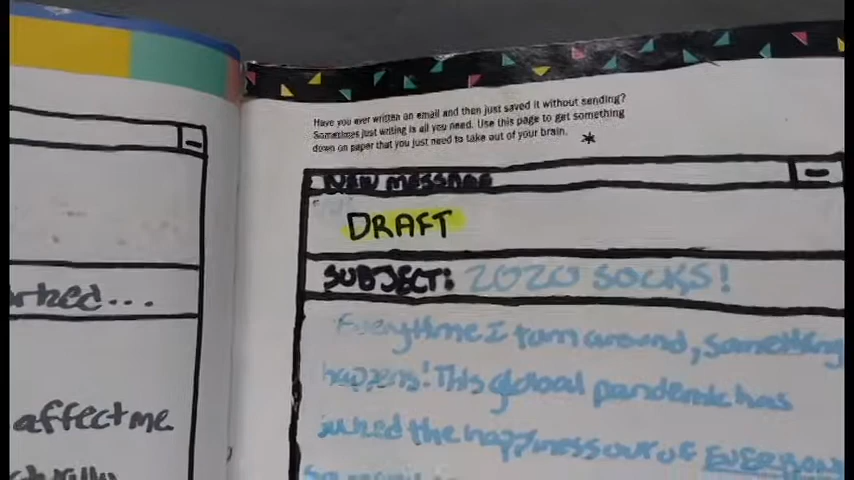 Have you ever written an email and then just saved it without sending?
Sometimes just writing is all you need. Use this page to get something
down on paper that you just need to take out of your brain.
NEW MESSAGE
DRAFT
SUBJECT: 2020 SOCKS!
Everytime I turn around, something
happens! This global pandemic has
sucked the happiness out of EVERYONE
affect me